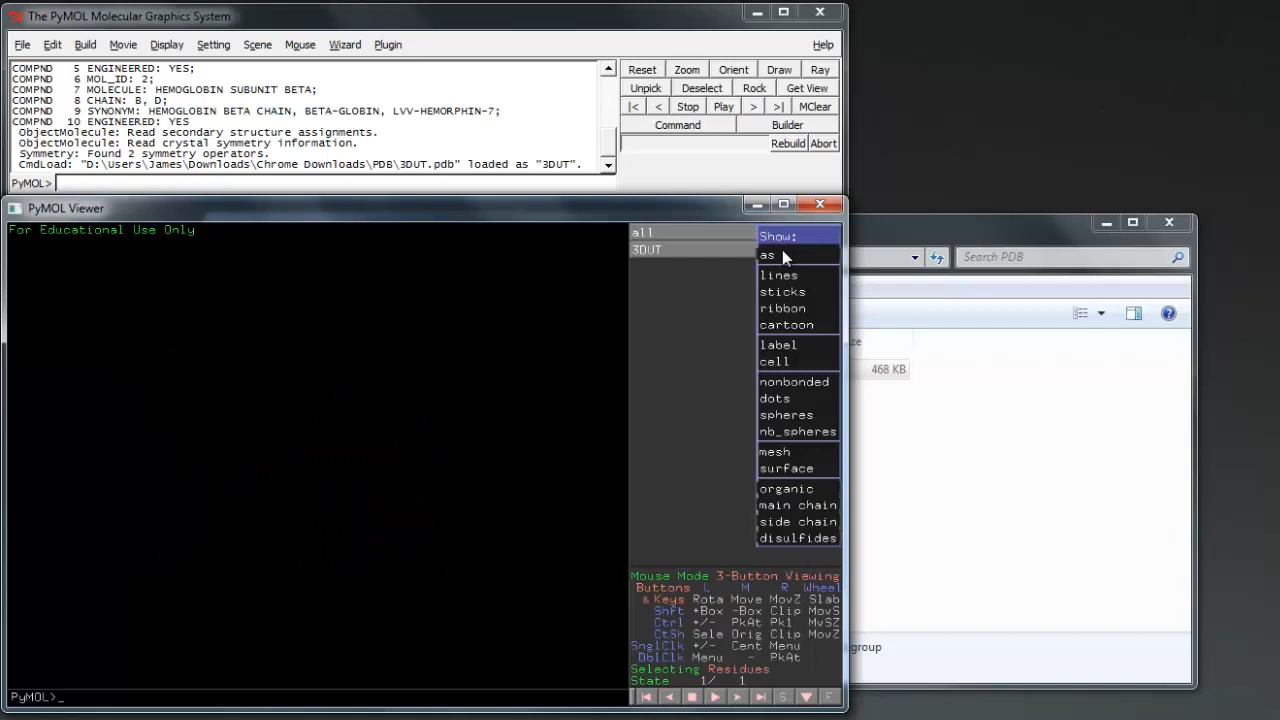 The PyMOL Molecular Graphics System
File Edit Build Movie Display Setting Scene Mouse Wizard Plugin Help
COMPND   5 ENGINEERED: YES;
COMPND   6 MOL_ID: 2;
COMPND   7 MOLECULE: HEMOGLOBIN SUBUNIT BETA;
COMPND   8 CHAIN: B, D;
COMPND   9 SYNONYM: HEMOGLOBIN BETA CHAIN, BETA-GLOBIN, LVV-HEMORPHIN-7;
COMPND  10 ENGINEERED: YES
ObjectMolecule: Read secondary structure assignments.
ObjectMolecule: Read crystal symmetry information.
Symmetry: Found 2 symmetry operators.
CmdLoad: "D:\Users\James\Downloads\Chrome Downloads\PDB\3DUT.pdb" loaded as "3DUT".
PyMOL>
Reset Zoom Orient Draw Ray
Unpick Deselect Rock Get View
|< < Stop Play > >| MClear
Command Builder
Rebuild Abort
PyMOL Viewer
For Educational Use Only
all
3DUT
Show:
as
lines
sticks
ribbon
cartoon
label
cell
nonbonded
dots
spheres
nb_spheres
mesh
surface
organic
main chain
side chain
disulfides
Mouse Mode 3-Button Viewing
Buttons L M R Wheel
& Keys Rota Move MovZ Slab
Shft +Box -Box Clip MovS
Ctrl +/- PkAt Pk1 MvSZ
CtSh Sele Orig Clip MovZ
SnglClk +/- Cent Menu
DblClk Menu - PkAt
Selecting Residues
State 1/ 1
S F
PyMOL>_
Search PDB
ze
468 KB
group